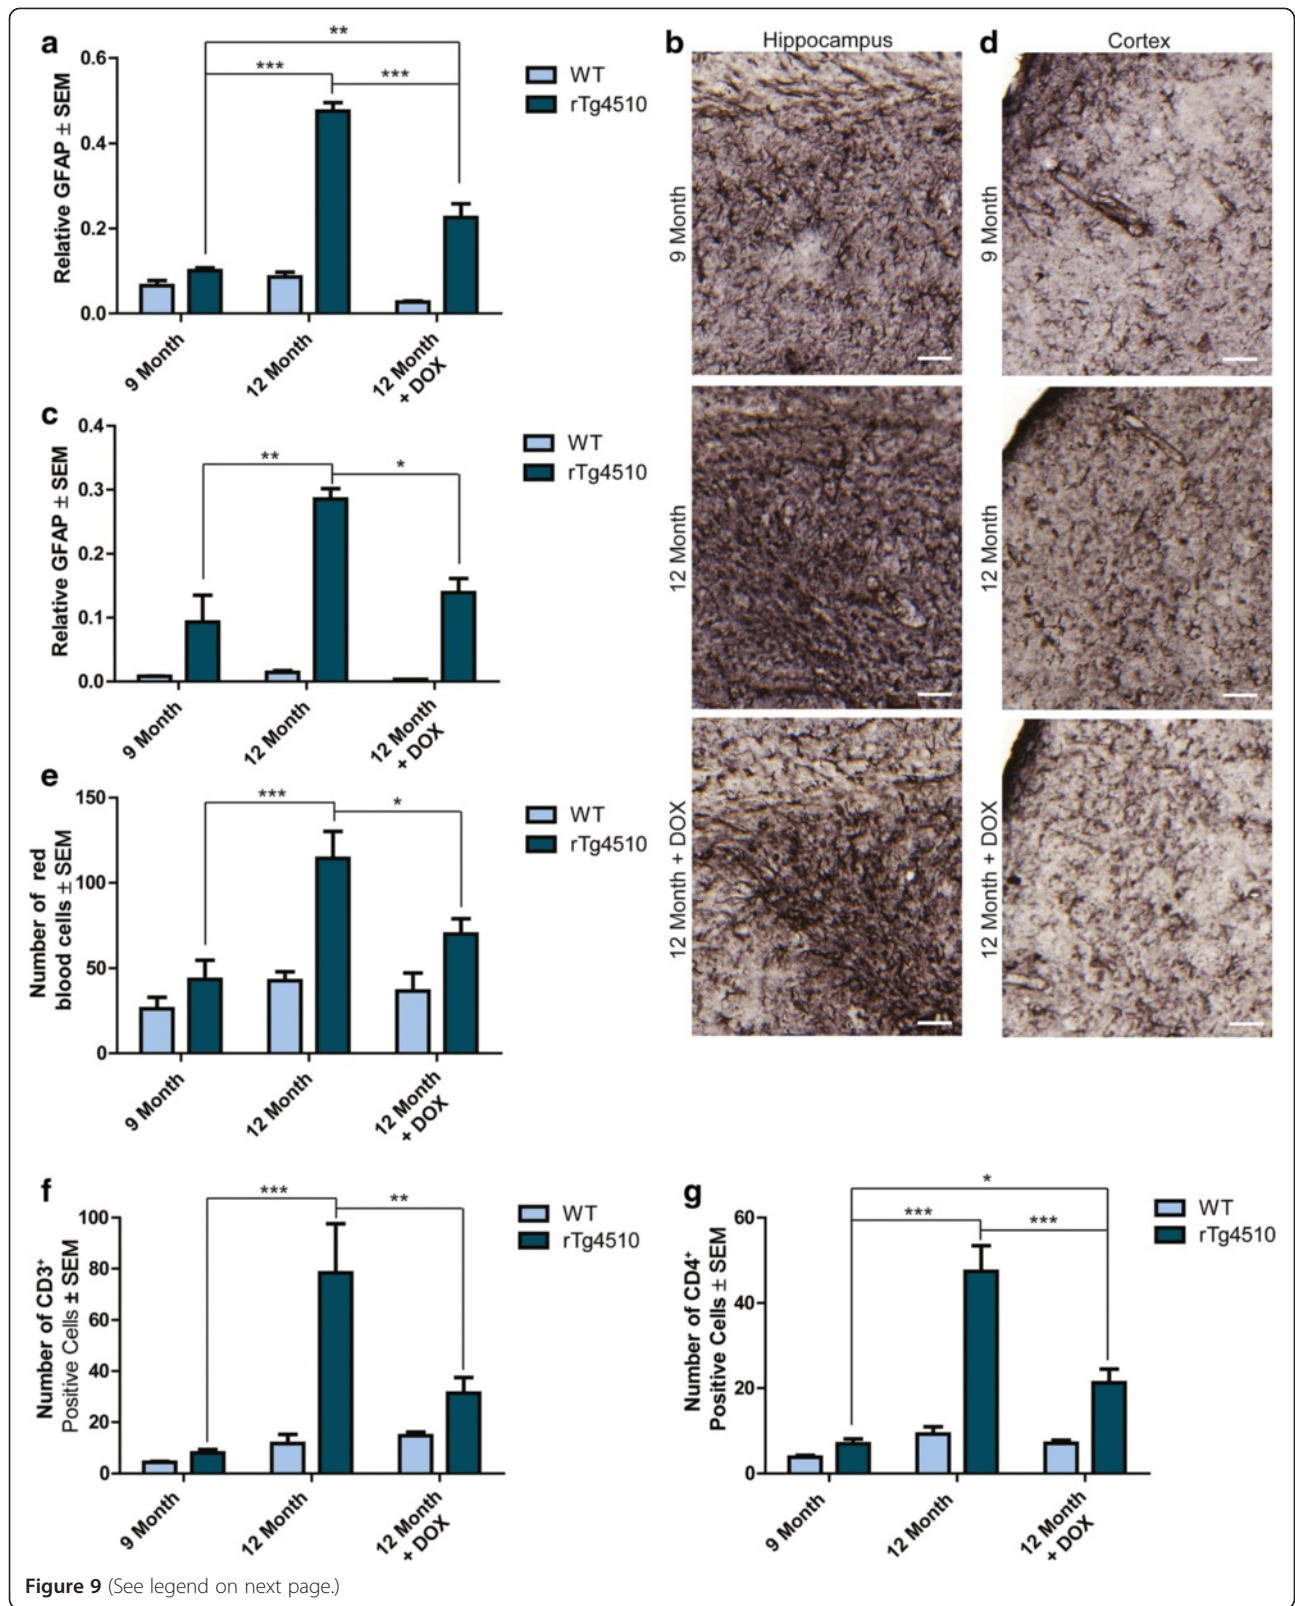 a
**
***
***
0.6
0.4
0.2
0.0
Relative GFAP ± SEM
WT
rTg4510
9 Month
12 Month
12 Month
+ DOX
b
Hippocampus
9 Month
12 Month
12 Month + DOX
d
Cortex
9 Month
12 Month
12 Month + DOX
c
**
*
0.4
0.3
0.2
0.1
0.0
Relative GFAP ± SEM
WT
rTg4510
9 Month
12 Month
12 Month
+ DOX
e
***
*
150
100
50
0
Number of red
blood cells ± SEM
WT
rTg4510
9 Month
12 Month
12 Month
+ DOX
f
***
**
100
80
60
40
20
0
Number of CD3⁺
Positive Cells ± SEM
WT
rTg4510
9 Month
12 Month
12 Month
+ DOX
g
*
***
***
60
40
20
0
Number of CD4⁺
Positive Cells ± SEM
WT
rTg4510
9 Month
12 Month
12 Month
+ DOX
Figure 9 (See legend on next page.)